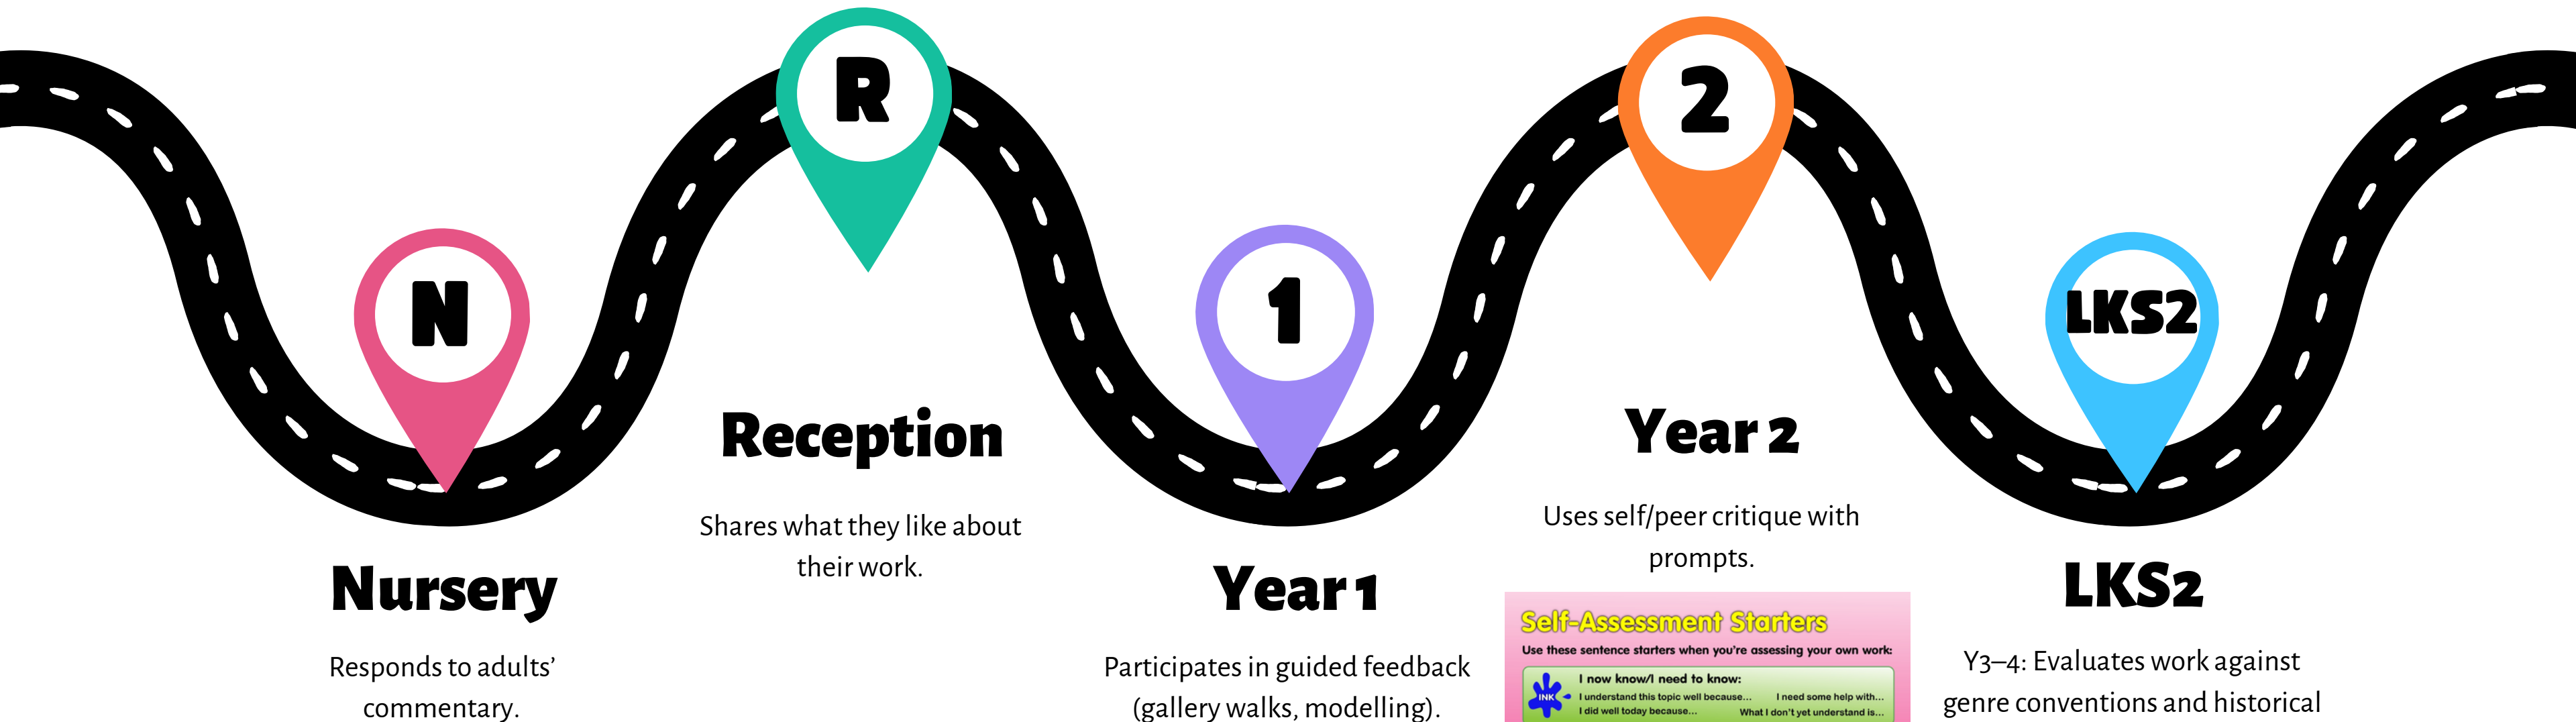 N
Nursery
Responds to adults’
commentary.
R
Reception
Shares what they like about
their work.
1
Year 1
Participates in guided feedback
(gallery walks, modelling).
2
Year 2
Uses self/peer critique with
prompts.
Self-Assessment Starters
Use these sentence starters when you're assessing your own work:
INK
I now know/I need to know:
I understand this topic well because... I need some help with...
I did well today because... What I don't yet understand is...
LKS2
LKS2
Y3–4: Evaluates work against
genre conventions and historical